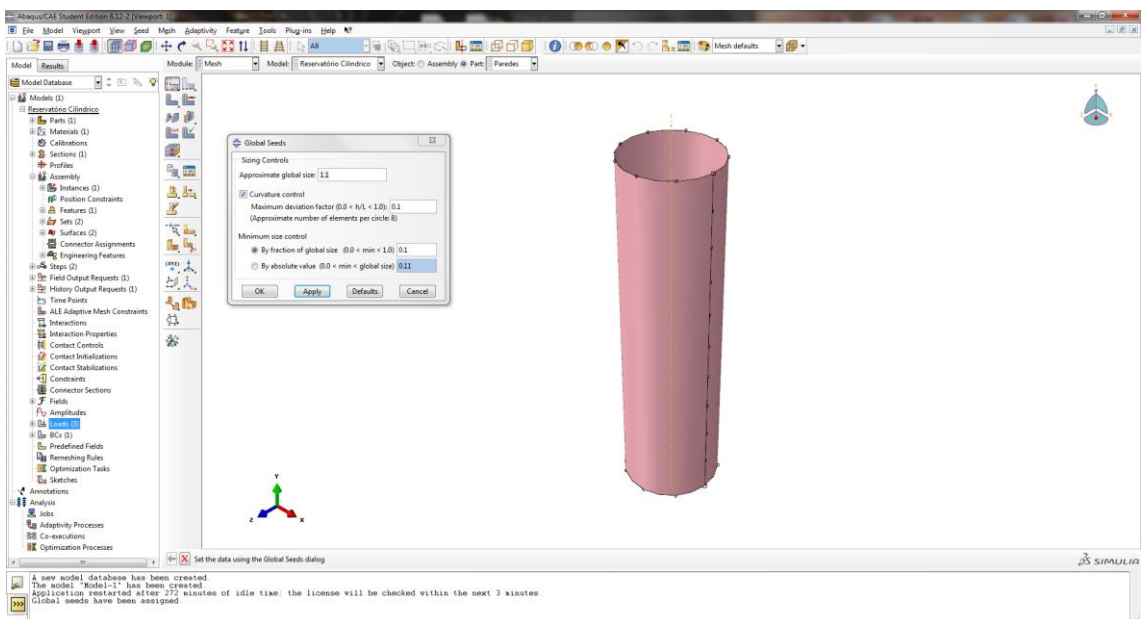 Abaqus/CAE Student Edition 6.12-2 [Viewport: 1]
File Model Viewport View Seed Mesh Adaptivity Feature Tools Plug-ins Help
All
Mesh defaults
Model Results
Module: Mesh Model: Reservatório Cilíndrico Object: Assembly Part: Paredes
Model Database
Models (1)
Reservatório Cilíndrico
Parts (1)
Materials (1)
Calibrations
Sections (1)
Profiles
Assembly
Instances (1)
Position Constraints
Features (1)
Sets (2)
Surfaces (2)
Connector Assignments
Engineering Features
Steps (2)
Field Output Requests (1)
History Output Requests (1)
Time Points
ALE Adaptive Mesh Constraints
Interactions
Interaction Properties
Contact Controls
Contact Initializations
Contact Stabilizations
Constraints
Connector Sections
Fields
Amplitudes
Loads (3)
BCs (1)
Predefined Fields
Remeshing Rules
Optimization Tasks
Sketches
Annotations
Analysis
Jobs
Adaptivity Processes
Co-executions
Optimization Processes
Global Seeds
Sizing Controls
Approximate global size: 1.1
Curvature control
Maximum deviation factor (0.0 < h/L < 1.0): 0.1
(Approximate number of elements per circle: 8)
Minimum size control
By fraction of global size (0.0 < min < 1.0) 0.1
By absolute value (0.0 < min < global size) 0.11
OK Apply Defaults Cancel
Y
Z X
Set the data using the Global Seeds dialog
SIMULIA
A new model database has been created.
The model "Model-1" has been created.
Application restarted after 272 minutes of idle time; the license will be checked within the next 3 minutes.
Global seeds have been assigned.
>>>